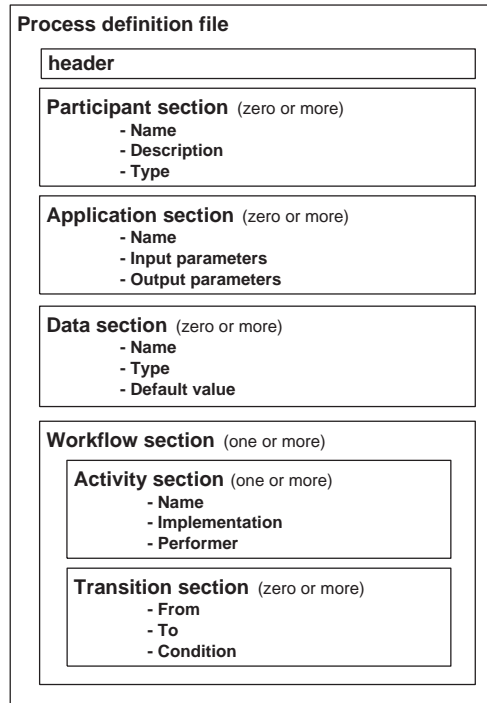 Process definition file
header
Participant section (zero or more)
- Name
- Description
- Type
Application section (zero or more)
- Name
- Input parameters
- Output parameters
Data section (zero or more)
- Name
- Type
- Default value
Workflow section (one or more)
Activity section (one or more)
- Name
- Implementation
- Performer
Transition section (zero or more)
- From
- To
- Condition